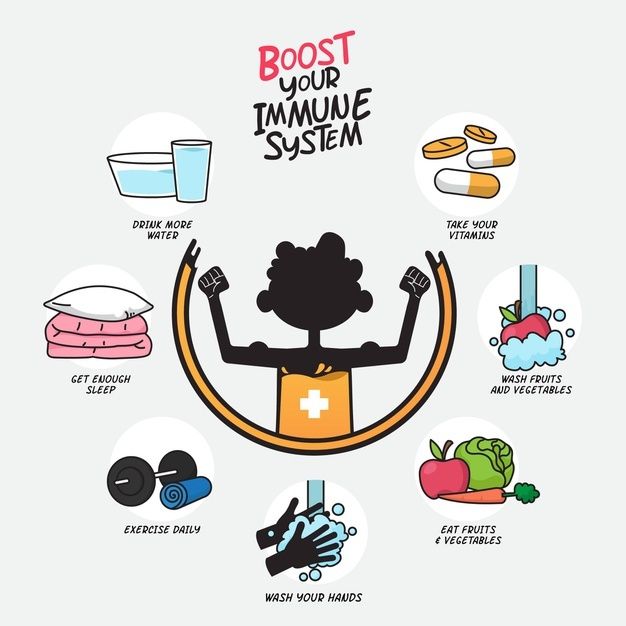 BOOST
YOUR
IMMUNE
SYSTEM
DRINK MORE
WATER
TAKE YOUR
VITAMINS
GET ENOUGH
SLEEP
WASH FRUITS
AND VEGETABLES
EXERCISE DAILY
EAT FRUITS
& VEGETABLES
WASH YOUR HANDS